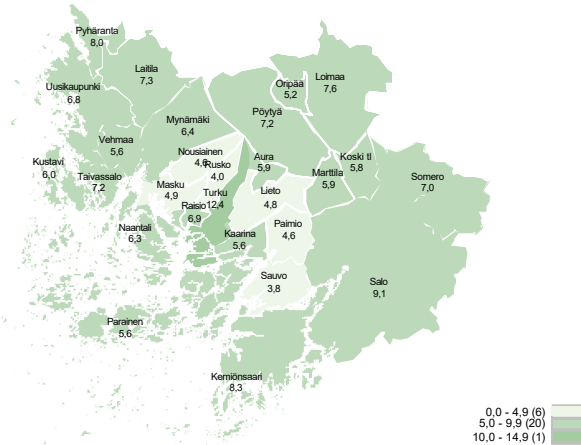 Pyhäranta
8,0
Laitila
7,3
Loimaa
7,6
Oripää
5,2
Uusikaupunki
6,8
Pöytyä
7,2
Mynämäki
6,4
Vehmaa
5,6
Nousiainen
4,6
Rusko
4,0
Aura
5,9
Koski tl
5,8
Kustavi
6,0
Taivassalo
7,2
Marttila
5,9
Somero
7,0
Masku
4,9
Turku
12,4
Lieto
4,8
Raisio
6,9
Naantali
6,3
Kaarina
5,6
Paimio
4,6
Sauvo
3,8
Salo
9,1
Parainen
5,6
Kemiönsaari
8,3
0,0 - 4,9 (6)
5,0 - 9,9 (20)
10,0 - 14,9 (1)